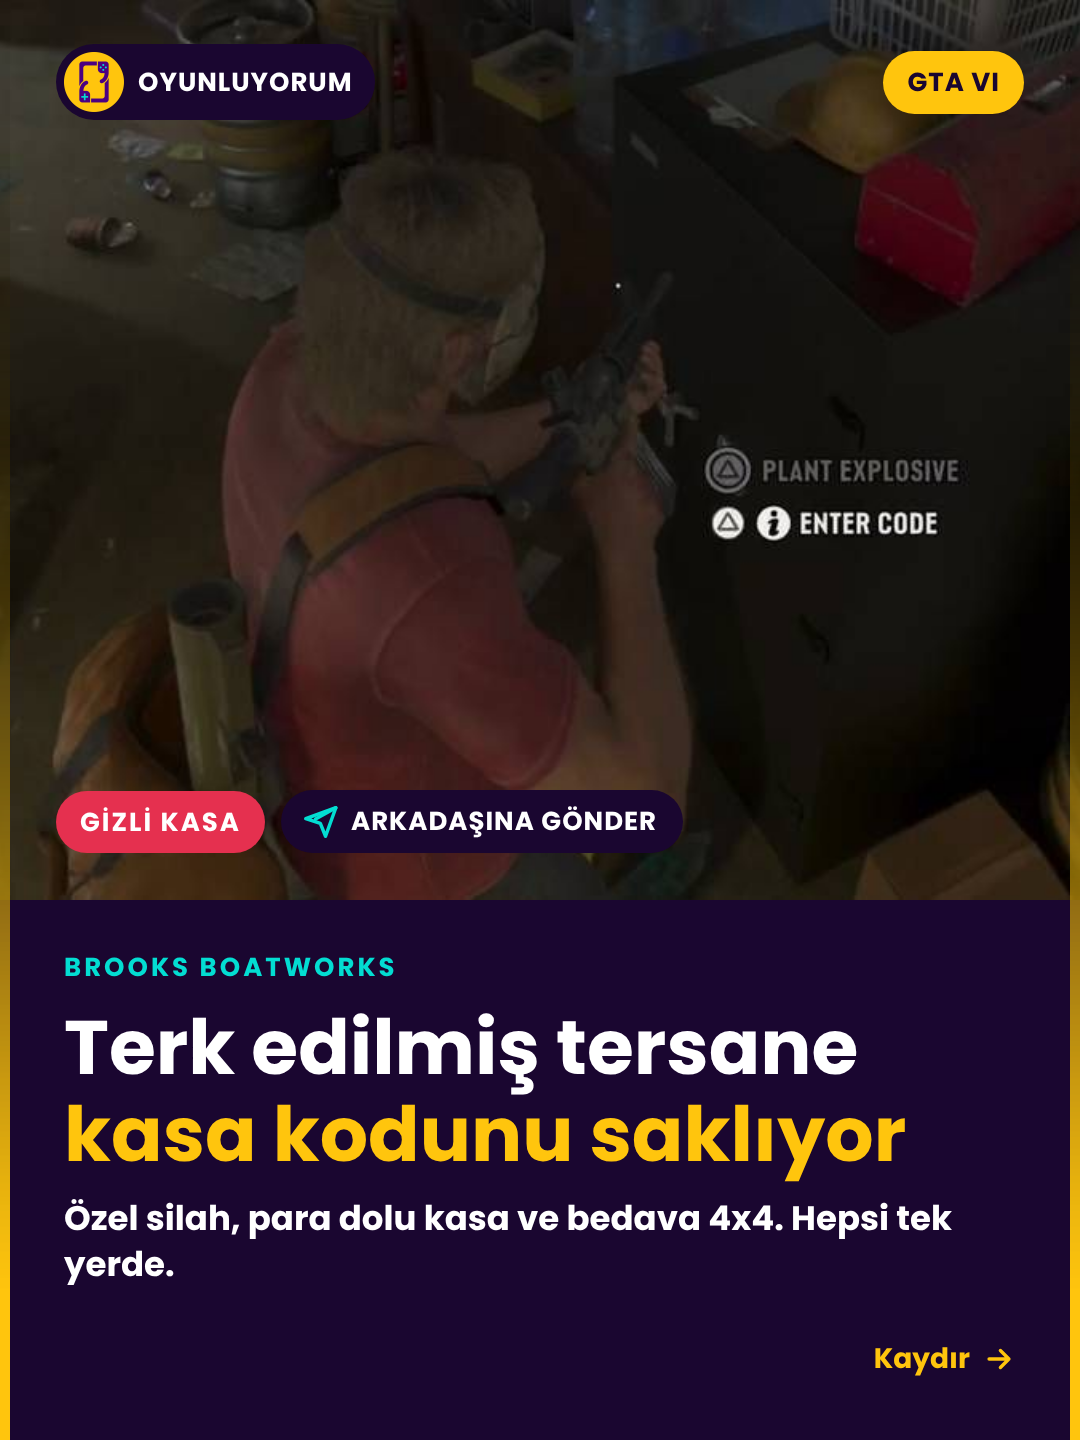 OYUNLUYORUM
GTA VI
PLANT EXPLOSIVE
ENTER CODE
GİZLİ KASA
ARKADAŞINA GÖNDER
BROOKS BOATWORKS
Terk edilmiş tersane
kasa kodunu saklıyor
Özel silah, para dolu kasa ve bedava 4x4. Hepsi tek
yerde.
Kaydır →